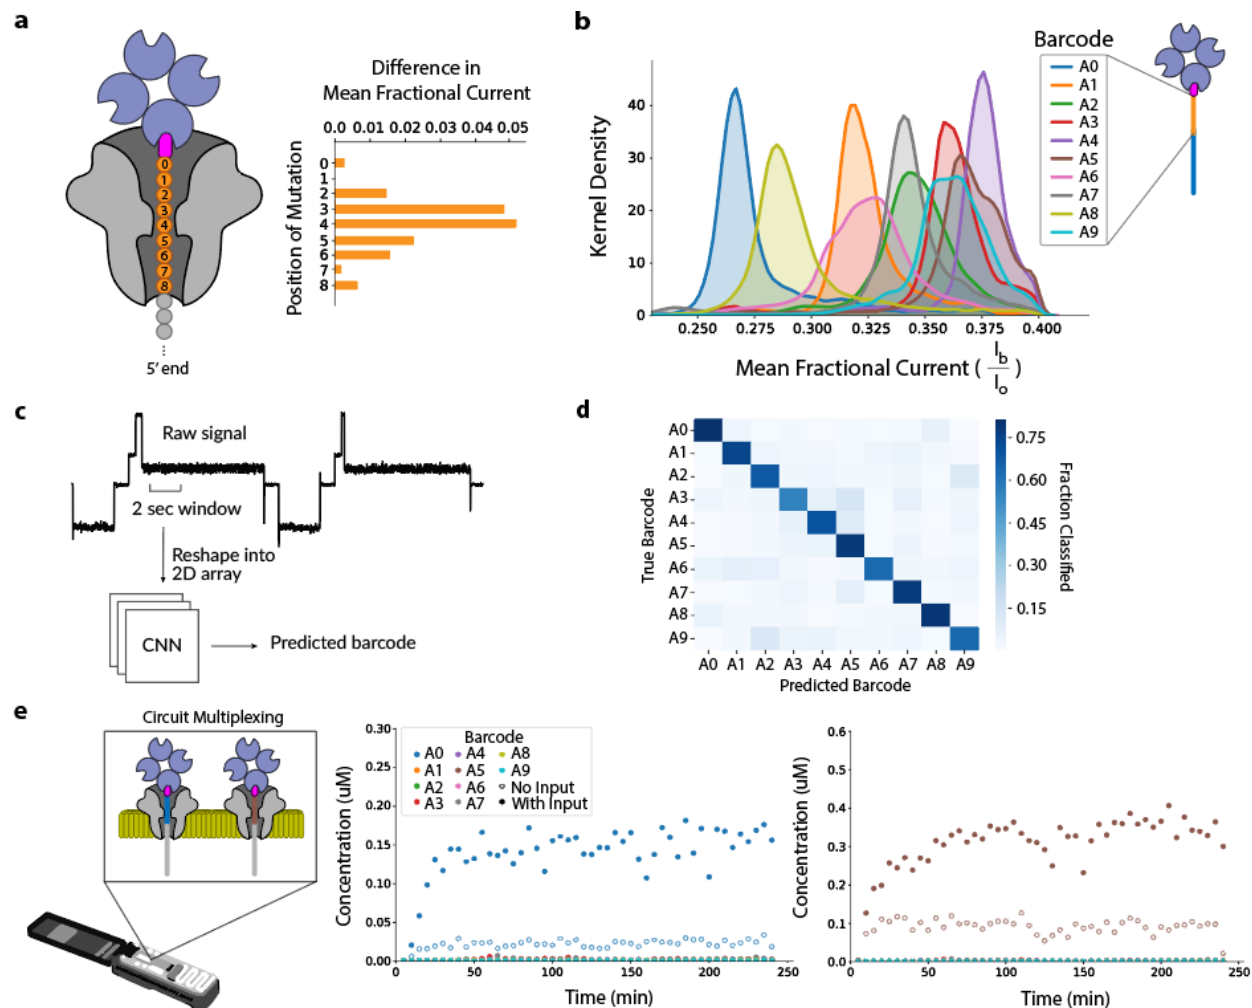 a
Difference in
Mean Fractional Current
0.0 0.01 0.02 0.03 0.04 0.05
Position of Mutation
0
1
2
3
4
5
6
7
8
0
1
2
3
4
5
6
7
8
5' end
b
Kernel Density
40
30
20
10
0
0.250 0.275 0.300 0.325 0.350 0.375 0.400
Mean Fractional Current ( I_b / I_o )
Barcode
A0
A1
A2
A3
A4
A5
A6
A7
A8
A9
c
Raw signal
2 sec window
Reshape into
2D array
CNN
Predicted barcode
d
True Barcode
A0
A1
A2
A3
A4
A5
A6
A7
A8
A9
A0 A1 A2 A3 A4 A5 A6 A7 A8 A9
Predicted Barcode
0.75
0.60
0.45
0.30
0.15
Fraction Classified
e
Circuit Multiplexing
Concentration (uM)
0.30
0.25
0.20
0.15
0.10
0.05
0.00
0 50 100 150 200 250
Time (min)
Barcode
A0 A4 A8
A1 A5 A9
A2 A6 No Input
A3 A7 With Input
Concentration (uM)
0.6
0.5
0.4
0.3
0.2
0.1
0.0
0 50 100 150 200 250
Time (min)